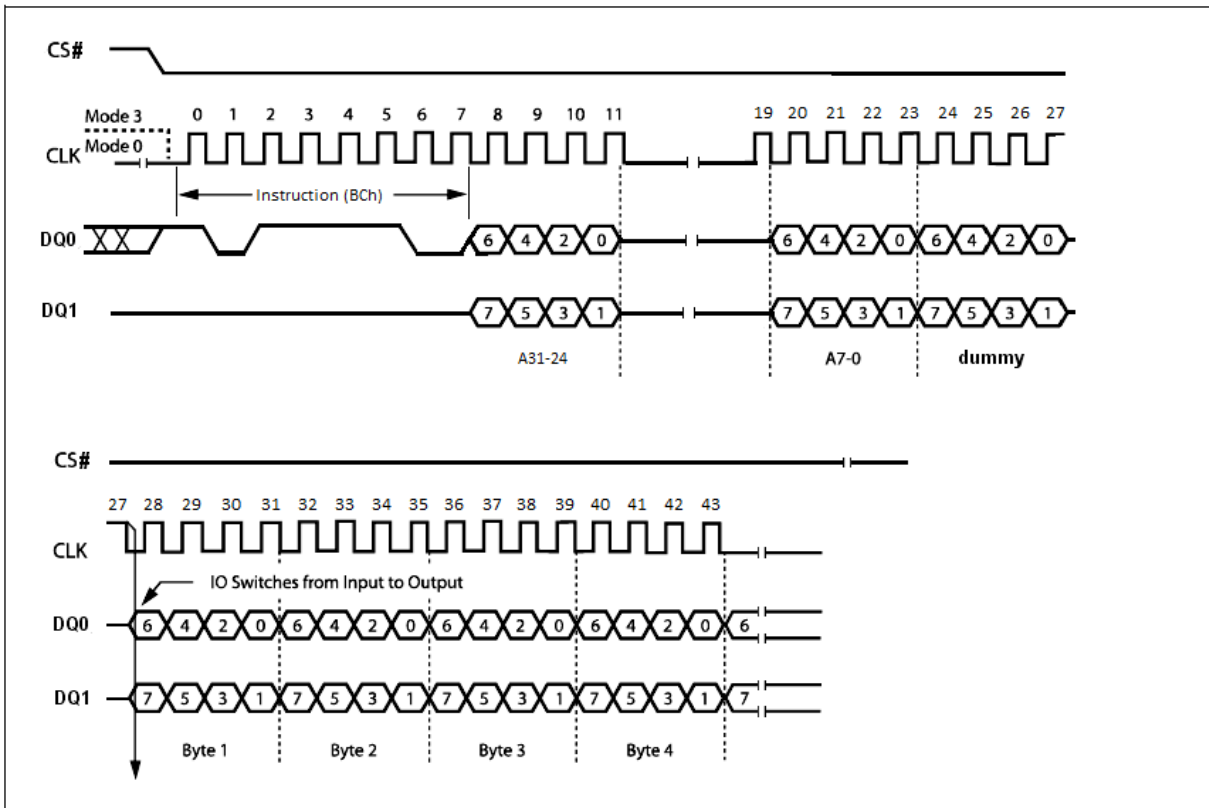 CS#
Mode 3
0 1 2 3 4 5 6 7 8 9 10 11 19 20 21 22 23 24 25 26 27
Mode 0
CLK
Instruction (BCh)
DQ0 6 4 2 0 6 4 2 0 6 4 2 0
DQ1 7 5 3 1 7 5 3 1 7 5 3 1
A31-24 A7-0 dummy
CS#
27 28 29 30 31 32 33 34 35 36 37 38 39 40 41 42 43
CLK
IO Switches from Input to Output
DQ0 6 4 2 0 6 4 2 0 6 4 2 0 6 4 2 0 6
DQ1 7 5 3 1 7 5 3 1 7 5 3 1 7 5 3 1 7
Byte 1 Byte 2 Byte 3 Byte 4